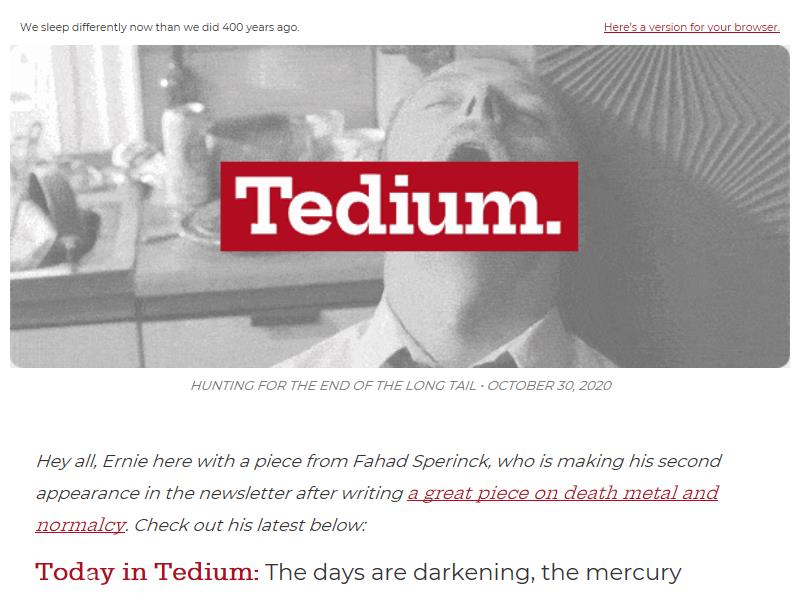 We sleep differently now than we did 400 years ago.
Here's a version for your browser.
Tedium.
HUNTING FOR THE END OF THE LONG TAIL • OCTOBER 30, 2020
Hey all, Ernie here with a piece from Fahad Sperinck, who is making his second
appearance in the newsletter after writing a great piece on death metal and
normalcy. Check out his latest below:
Today in Tedium: The days are darkening, the mercury